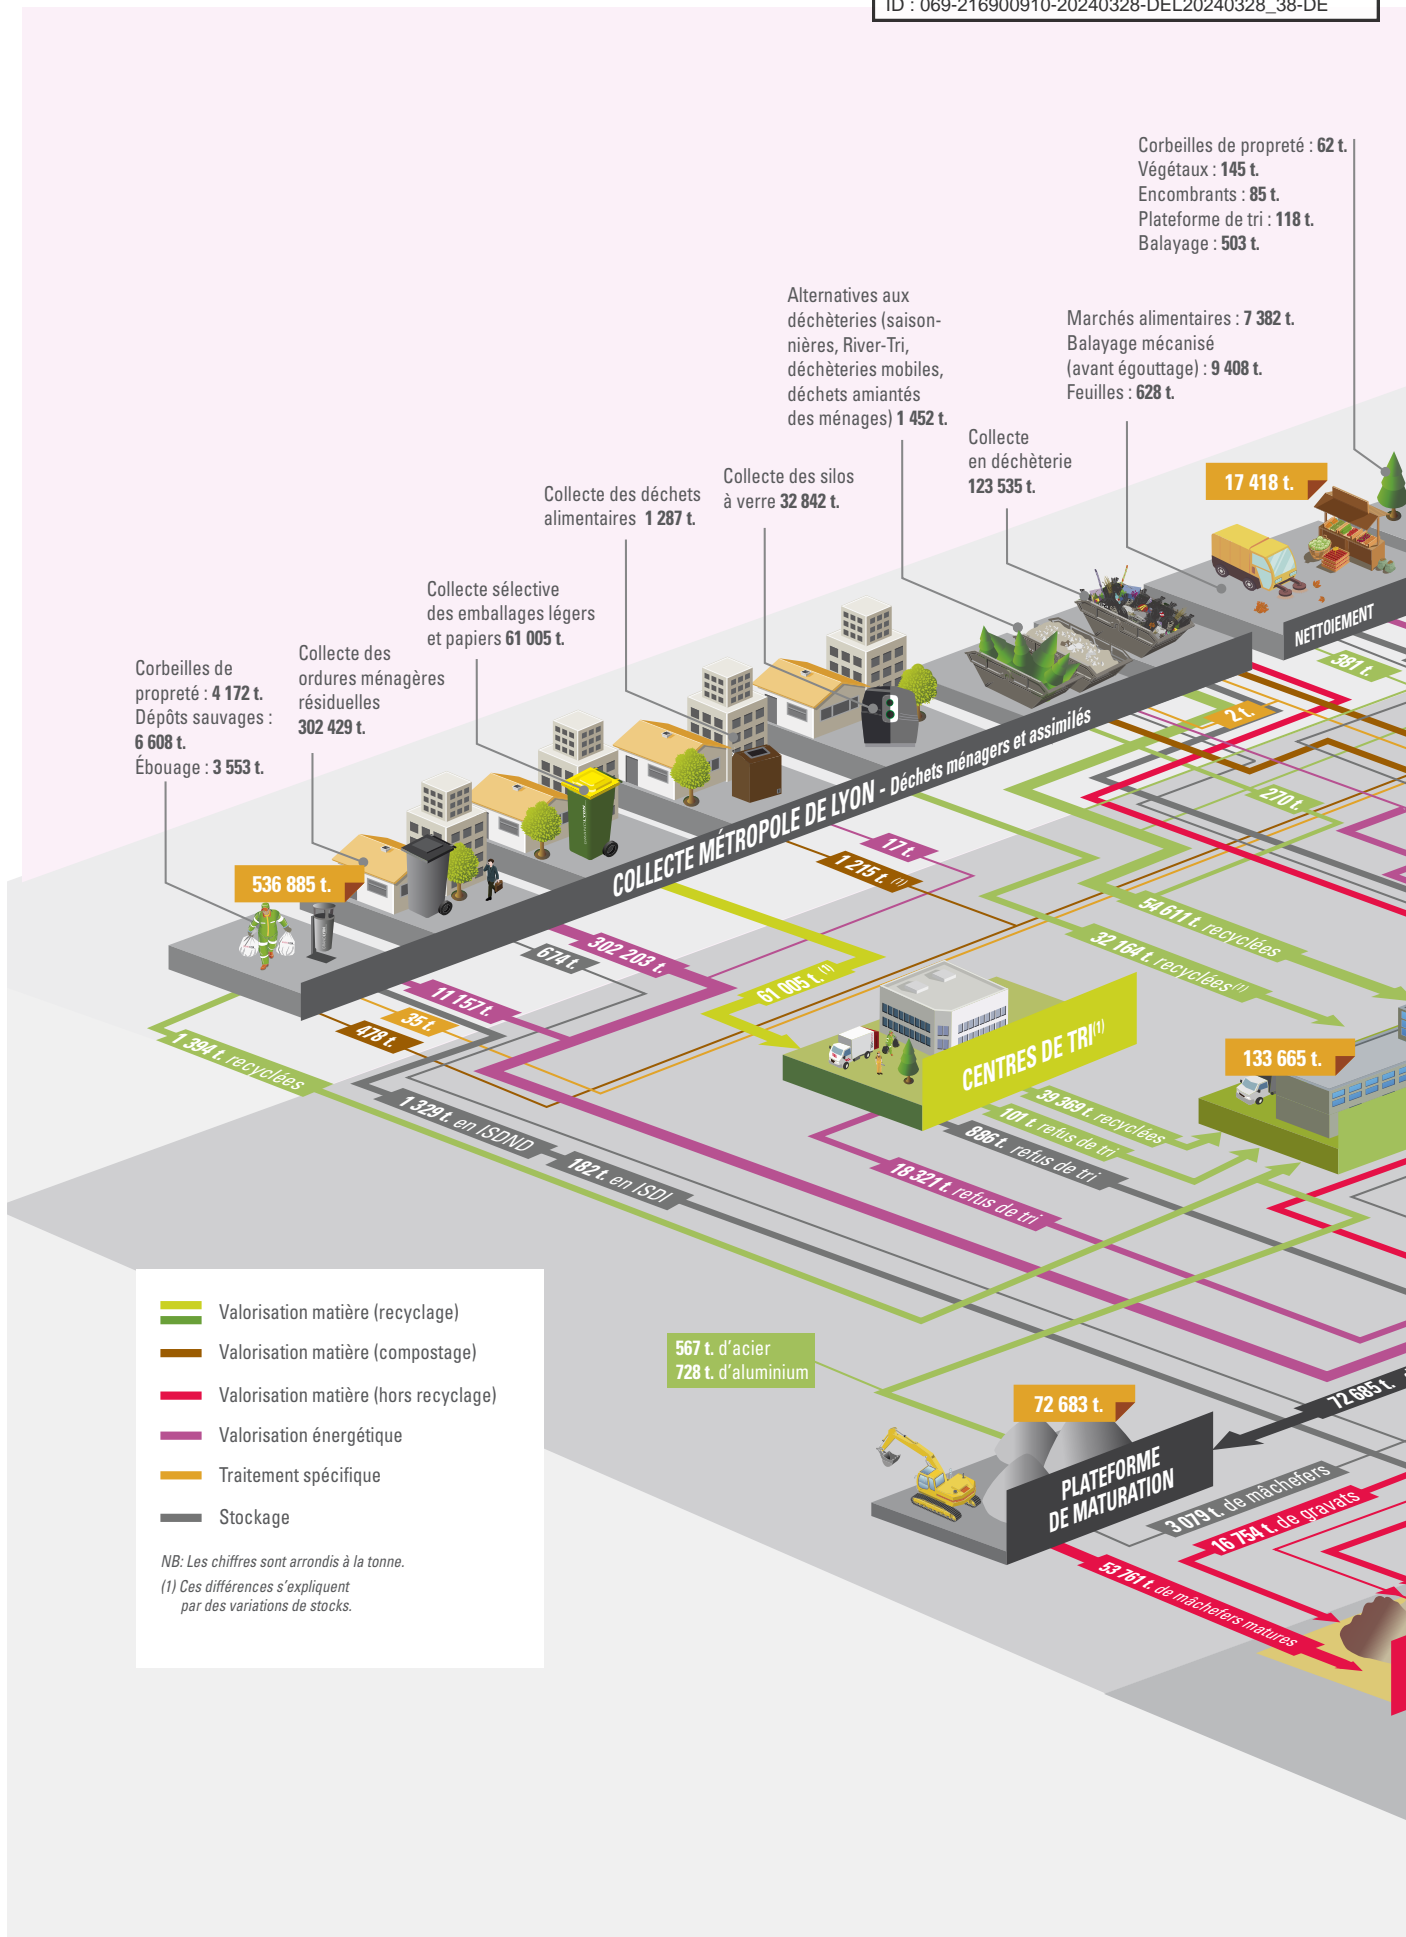 ID : 069-216900910-20240328-DEL20240328_38-DE
Corbeilles de propreté : 62 t.
Végétaux : 145 t.
Encombrants : 85 t.
Plateforme de tri : 118 t.
Balayage : 503 t.
Alternatives aux
déchèteries (saison-
nières, River-Tri,
déchèteries mobiles,
déchets amiantés
des ménages) 1 452 t.
Marchés alimentaires : 7 382 t.
Balayage mécanisé
(avant égouttage) : 9 408 t.
Feuilles : 628 t.
Collecte
en déchèterie
123 535 t.
Collecte des silos
à verre 32 842 t.
Collecte des déchets
alimentaires 1 287 t.
Collecte sélective
des emballages légers
et papiers 61 005 t.
Collecte des
ordures ménagères
résiduelles
302 429 t.
Corbeilles de
propreté : 4 172 t.
Dépôts sauvages :
6 608 t.
Ébouage : 3 553 t.
17 418 t.
NETTOIEMENT
381 t.
2 t.
270 t.
536 885 t.
COLLECTE MÉTROPOLE DE LYON - Déchets ménagers et assimilés
17 t.
1 215 t. (1)
54 611 t. recyclées
32 164 t. recyclées(1)
302 203 t.
674 t.
61 005 t. (1)
11 157 t.
35 t.
478 t.
1 394 t. recyclées
CENTRES DE TRI(1)
133 665 t.
39 369 t. recyclées
101 t. refus de tri
886 t. refus de tri
18 321 t. refus de tri
1 329 t. en ISDND
182 t. en ISDI
Valorisation matière (recyclage)
Valorisation matière (compostage)
Valorisation matière (hors recyclage)
Valorisation énergétique
Traitement spécifique
Stockage
NB: Les chiffres sont arrondis à la tonne.
(1) Ces différences s'expliquent
par des variations de stocks.
567 t. d'acier
728 t. d'aluminium
72 683 t.
72 685 t.
PLATEFORME
DE MATURATION
3 079 t. de mâchefers
16 754 t. de gravats
53 761 t. de mâchefers matures